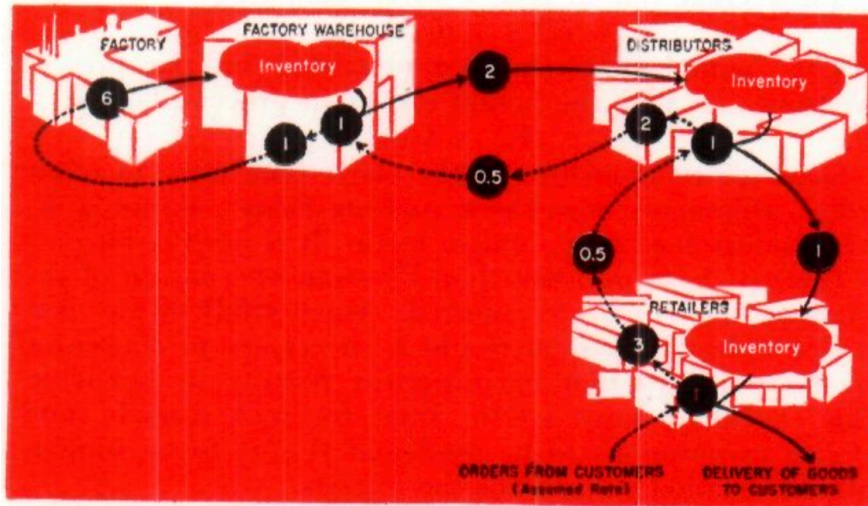 FACTORY
FACTORY WAREHOUSE
DISTRIBUTORS
Inventory
Inventory
6
2
1
1
2
1
0.5
0.5
1
RETAILERS
3
Inventory
1
ORDERS FROM CUSTOMERS
(Assumed Rate)
DELIVERY OF GOODS
TO CUSTOMERS